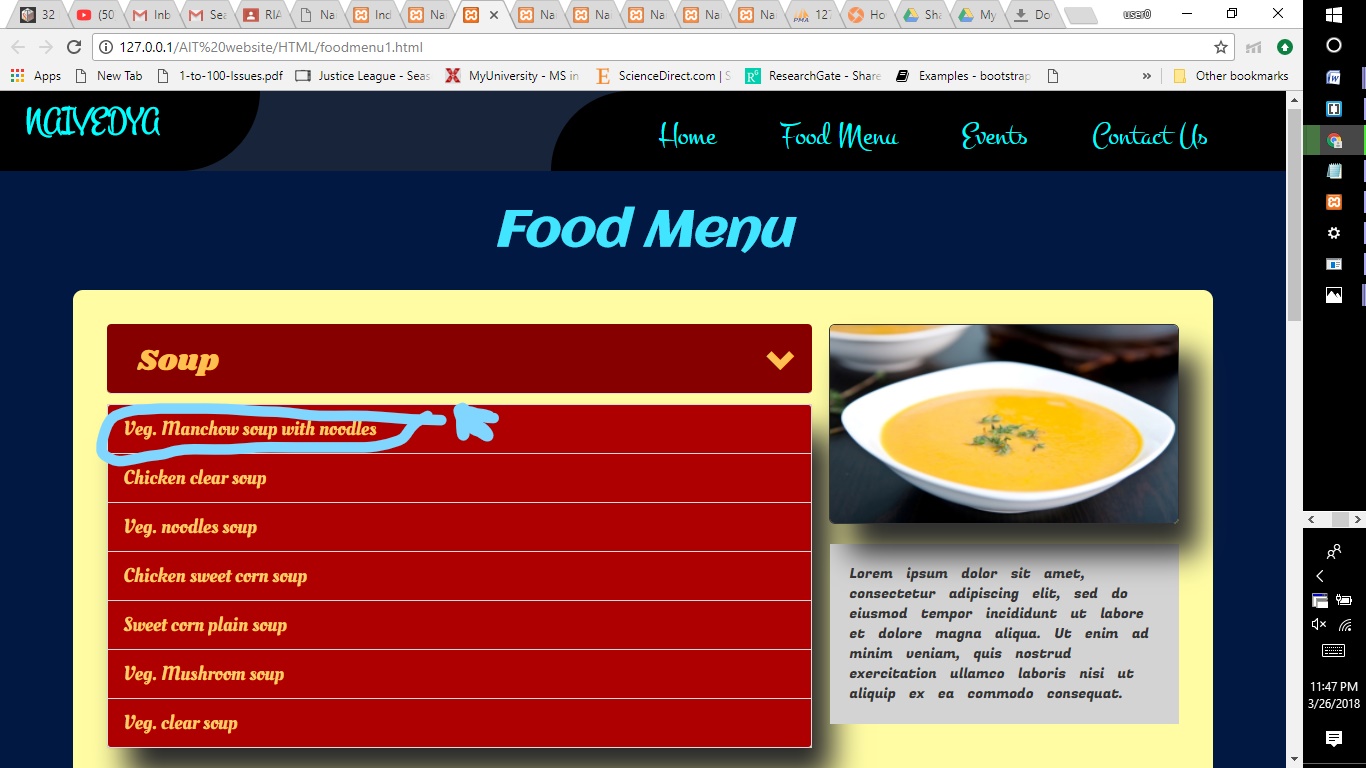 32
(50
Inb
Sea
RIA
Na
Ind
Na
Na
Na
Na
Na
Na
127
Ho
Sha
My
Do
user0
127.0.0.1/AIT%20website/HTML/foodmenu1.html
Apps
New Tab
1-to-100-Issues.pdf
Justice League - Seas
MyUniversity - MS in
ScienceDirect.com | S
ResearchGate - Share
Examples - bootstrap
»
Other bookmarks
NAIVEDYA
Home
Food Menu
Events
Contact Us
Food Menu
Soup
Veg. Manchow soup with noodles
Chicken clear soup
Veg. noodles soup
Chicken sweet corn soup
Sweet corn plain soup
Veg. Mushroom soup
Veg. clear soup
Lorem ipsum dolor sit amet,
consectetur adipiscing elit, sed do
eiusmod tempor incididunt ut labore
et dolore magna aliqua. Ut enim ad
minim veniam, quis nostrud
exercitation ullamco laboris nisi ut
aliquip ex ea commodo consequat.
11:47 PM
3/26/2018